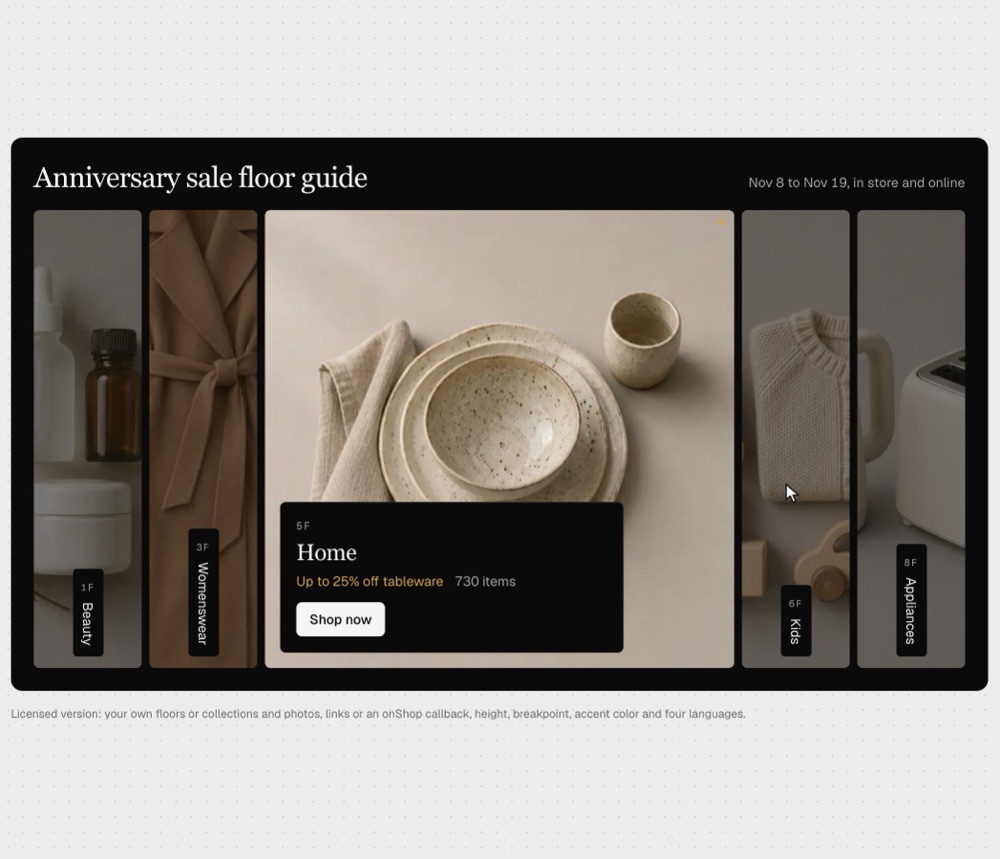 Anniversary sale floor guide
Nov 8 to Nov 19, in store and online
1F
Beauty
3F
Womenswear
5F
Home
Up to 25% off tableware 730 items
Shop now
6F
Kids
8F
Appliances
Licensed version: your own floors or collections and photos, links or an onShop callback, height, breakpoint, accent color and four languages.